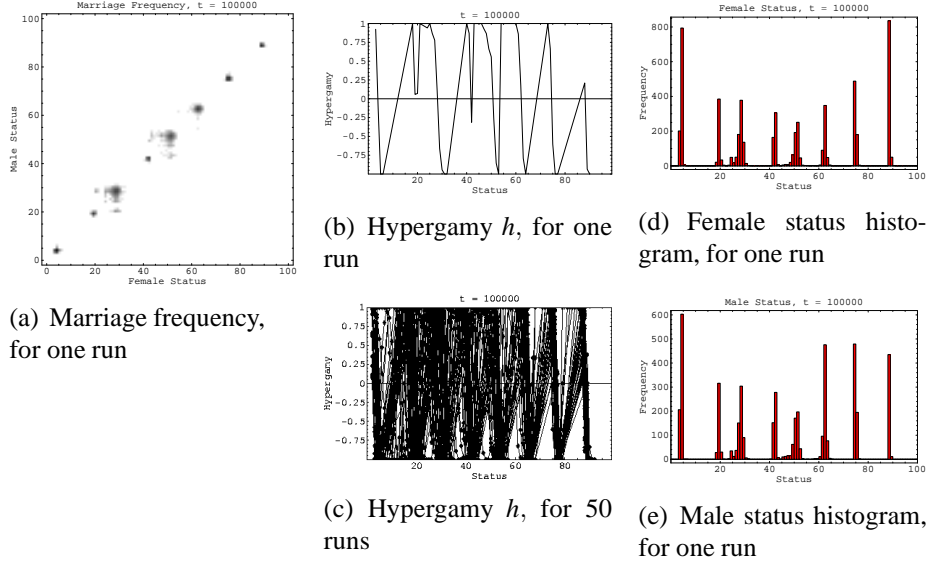 Marriage Frequency, t = 100000
100
80
60
40
20
0
Male Status
0 20 40 60 80 100
Female Status
(a) Marriage frequency,
for one run
t = 100000
1
0.75
0.5
0.25
0
-0.25
-0.5
-0.75
Hypergamy
20 40 60 80
Status
(b) Hypergamy h, for one
run
t = 100000
1
0.75
0.5
0.25
0
-0.25
-0.5
-0.75
Hypergamy
20 40 60 80
Status
(c) Hypergamy h, for 50
runs
Female Status, t = 100000
800
600
400
200
0
Frequency
20 40 60 80 100
Status
(d) Female status histo-
gram, for one run
Male Status, t = 100000
600
500
400
300
200
100
0
Frequency
20 40 60 80 100
Status
(e) Male status histogram,
for one run